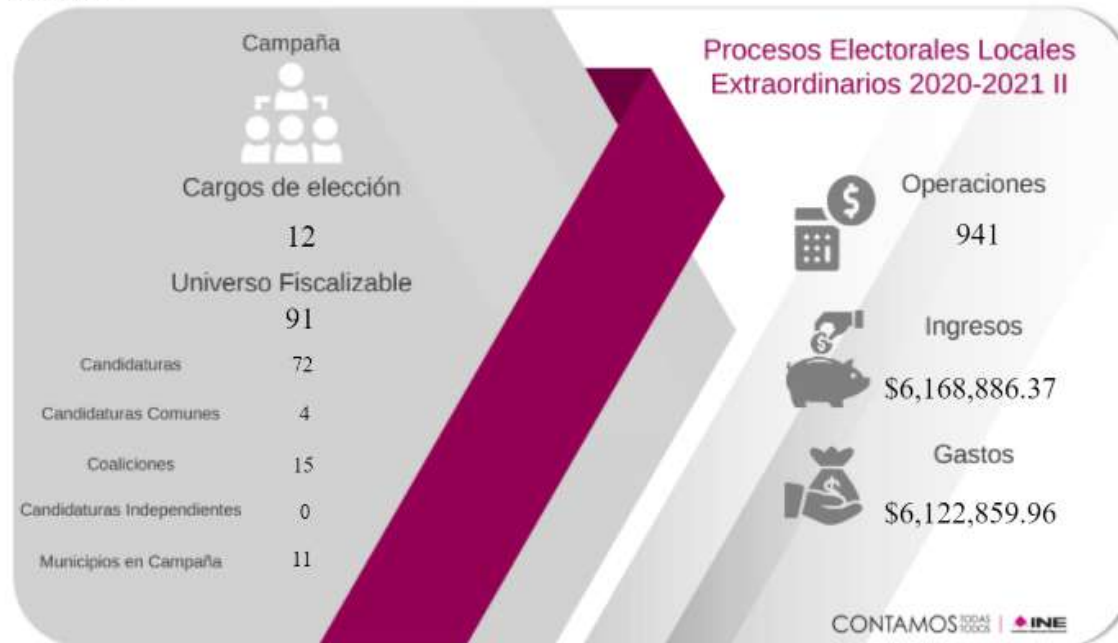 Campaña
Cargos de elección
12
Universo Fiscalizable
91
Candidaturas 72
Candidaturas Comunes 4
Coaliciones 15
Candidaturas Independientes 0
Municipios en Campaña 11
Procesos Electorales Locales
Extraordinarios 2020-2021 II
Operaciones
941
Ingresos
$6,168,886.37
Gastos
$6,122,859.96
CONTAMOS TODAS TODOS | INE